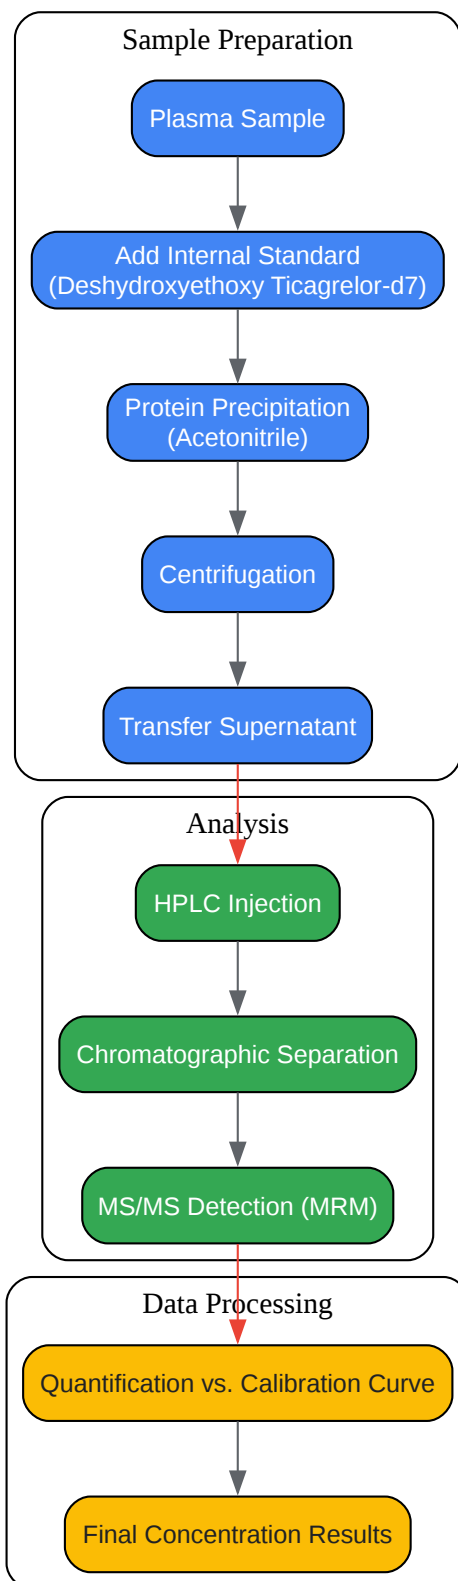 Sample Preparation
Plasma Sample
Add Internal Standard
(Deshydroxyethoxy Ticagrelor-d7)
Protein Precipitation
(Acetonitrile)
Centrifugation
Transfer Supernatant
Analysis
HPLC Injection
Chromatographic Separation
MS/MS Detection (MRM)
Data Processing
Quantification vs. Calibration Curve
Final Concentration Results